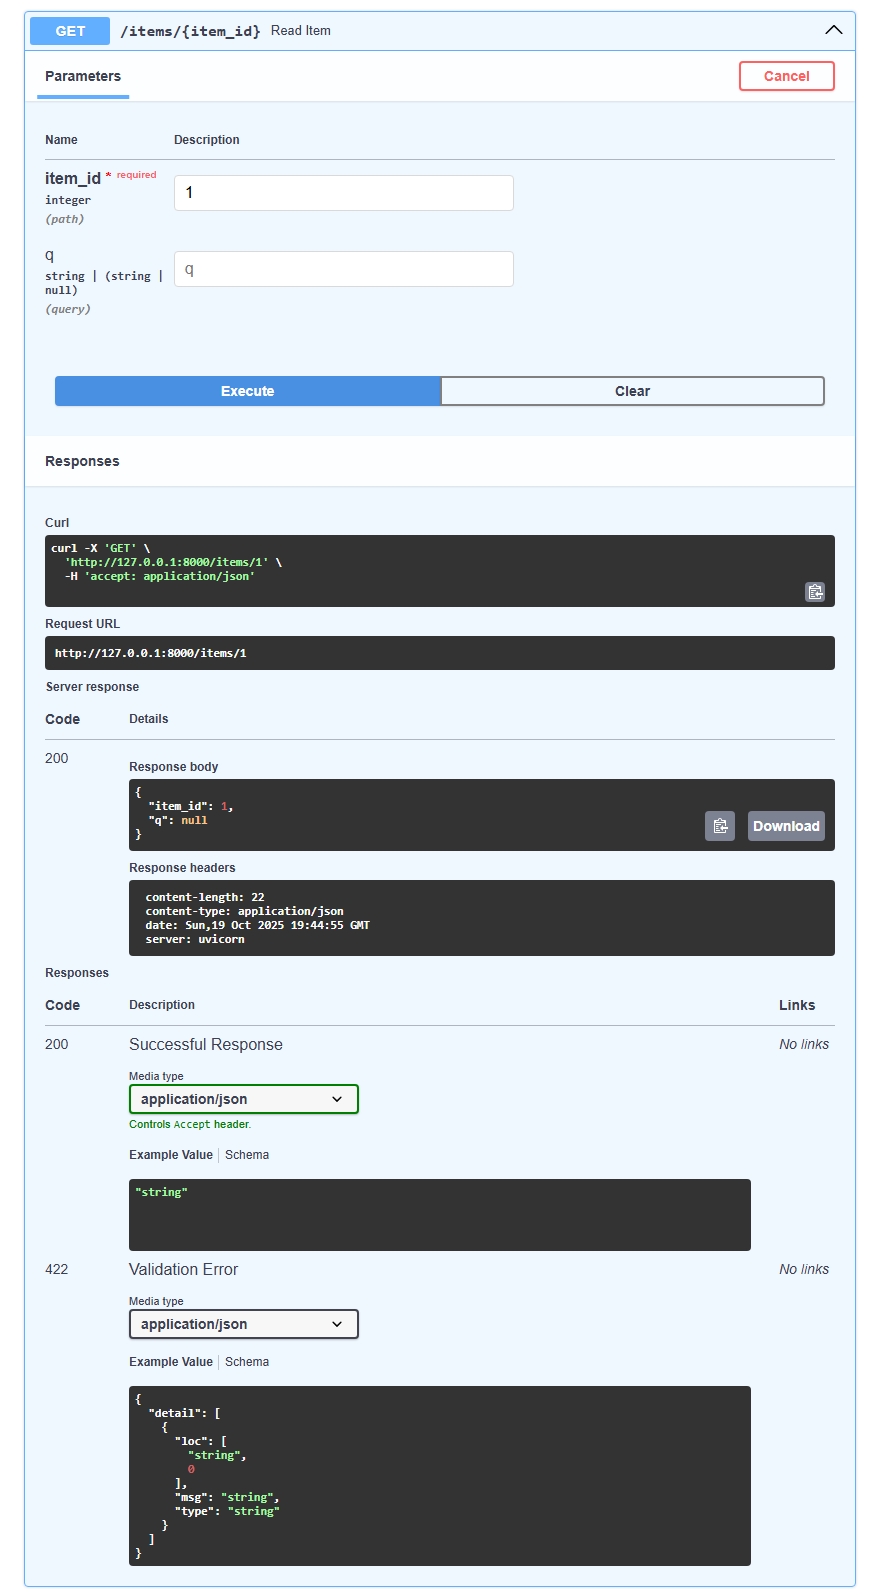 GET /items/{item_id} Read Item
Parameters
Cancel
Name Description
item_id * required
integer
(path)
1
q
string | (string |
null)
(query)
q
Execute Clear
Responses
Curl
curl -X 'GET' \
  'http://127.0.0.1:8000/items/1' \
  -H 'accept: application/json'
Request URL
http://127.0.0.1:8000/items/1
Server response
Code Details
200
Response body
{
  "item_id": 1,
  "q": null
}
Download
Response headers
content-length: 22
content-type: application/json
date: Sun,19 Oct 2025 19:44:55 GMT
server: uvicorn
Responses
Code Description Links
200 Successful Response No links
Media type
application/json
Controls Accept header.
Example Value | Schema
"string"
422 Validation Error No links
Media type
application/json
Example Value | Schema
{
  "detail": [
    {
      "loc": [
        "string",
        0
      ],
      "msg": "string",
      "type": "string"
    }
  ]
}